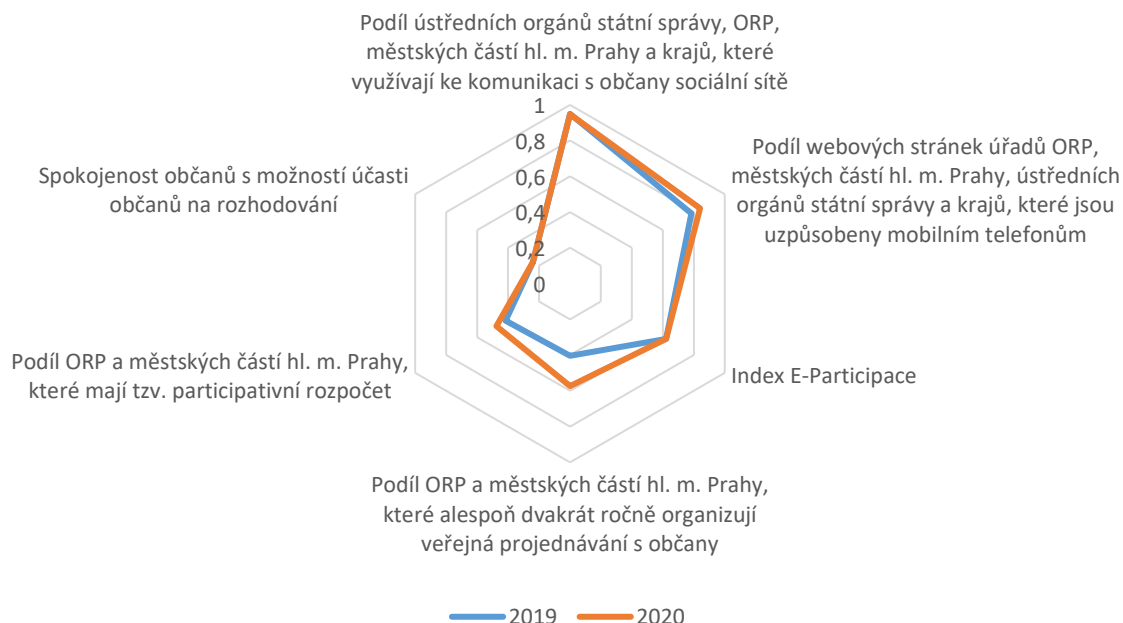 Podíl ústředních orgánů státní správy, ORP,
městských částí hl. m. Prahy a krajů, které
využívají ke komunikaci s občany sociální sítě
1
0,8
0,6
0,4
0,2
0
Podíl webových stránek úřadů ORP,
městských částí hl. m. Prahy, ústředních
orgánů státní správy a krajů, které jsou
uzpůsobeny mobilním telefonům
Spokojenost občanů s možností účasti
občanů na rozhodování
Podíl ORP a městských částí hl. m. Prahy,
které mají tzv. participativní rozpočet
Index E-Participace
Podíl ORP a městských částí hl. m. Prahy,
které alespoň dvakrát ročně organizují
veřejná projednávání s občany
2019 2020